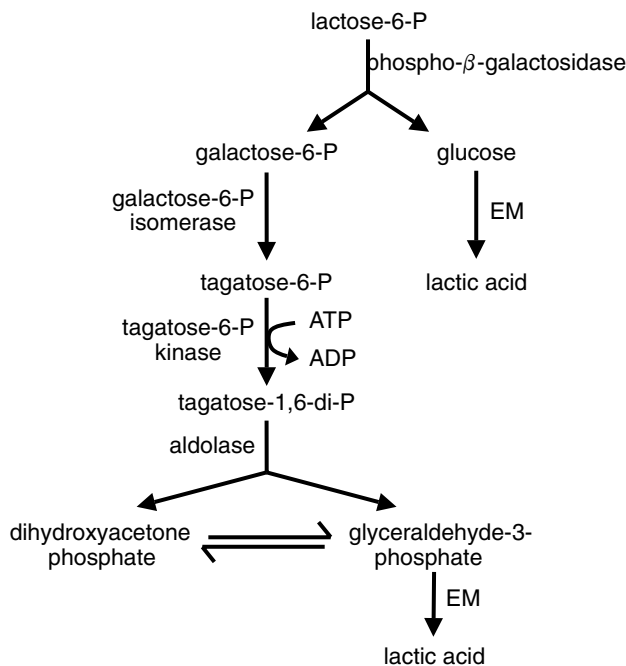 lactose-6-P
phospho-β-galactosidase
galactose-6-P
glucose
galactose-6-P
isomerase
EM
tagatose-6-P
lactic acid
tagatose-6-P
kinase
ATP
ADP
tagatose-1,6-di-P
aldolase
dihydroxyacetone
phosphate
glyceraldehyde-3-
phosphate
EM
lactic acid